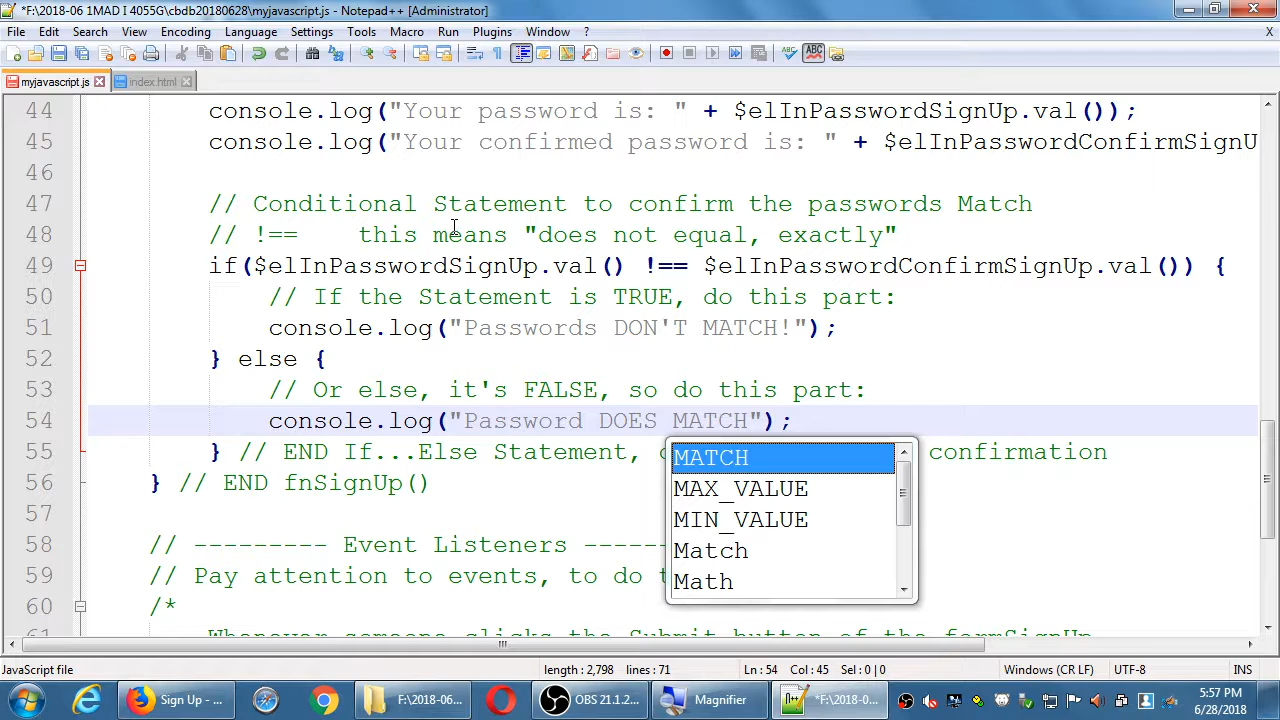 *F:\2018-06 1MAD I 4055G\cbdb20180628\myjavascript.js - Notepad++ [Administrator]
File Edit Search View Encoding Language Settings Tools Macro Run Plugins Window ? X
myjavascript.js index.html
44 console.log("Your password is: " + $elInPasswordSignUp.val());
45 console.log("Your confirmed password is: " + $elInPasswordConfirmSignU
46
47 // Conditional Statement to confirm the passwords Match
48 // !== this means "does not equal, exactly"
49 if($elInPasswordSignUp.val() !== $elInPasswordConfirmSignUp.val()) {
50 // If the Statement is TRUE, do this part:
51 console.log("Passwords DON'T MATCH!");
52 } else {
53 // Or else, it's FALSE, so do this part:
54 console.log("Password DOES MATCH");
55 } // END If...Else Statement, confirmation
MATCH
56 } // END fnSignUp()
MAX_VALUE
57
MIN_VALUE
58 // --------- Event Listeners
Match
59 // Pay attention to events, to do
Math
60 /*
JavaScript file length : 2,798 lines : 71 Ln : 54 Col : 45 Sel : 0 | 0 Windows (CR LF) UTF-8 INS
Sign Up - ... F:\2018-06... OBS 21.1.2... Magnifier *F:\2018-0...
5:57 PM
6/28/2018